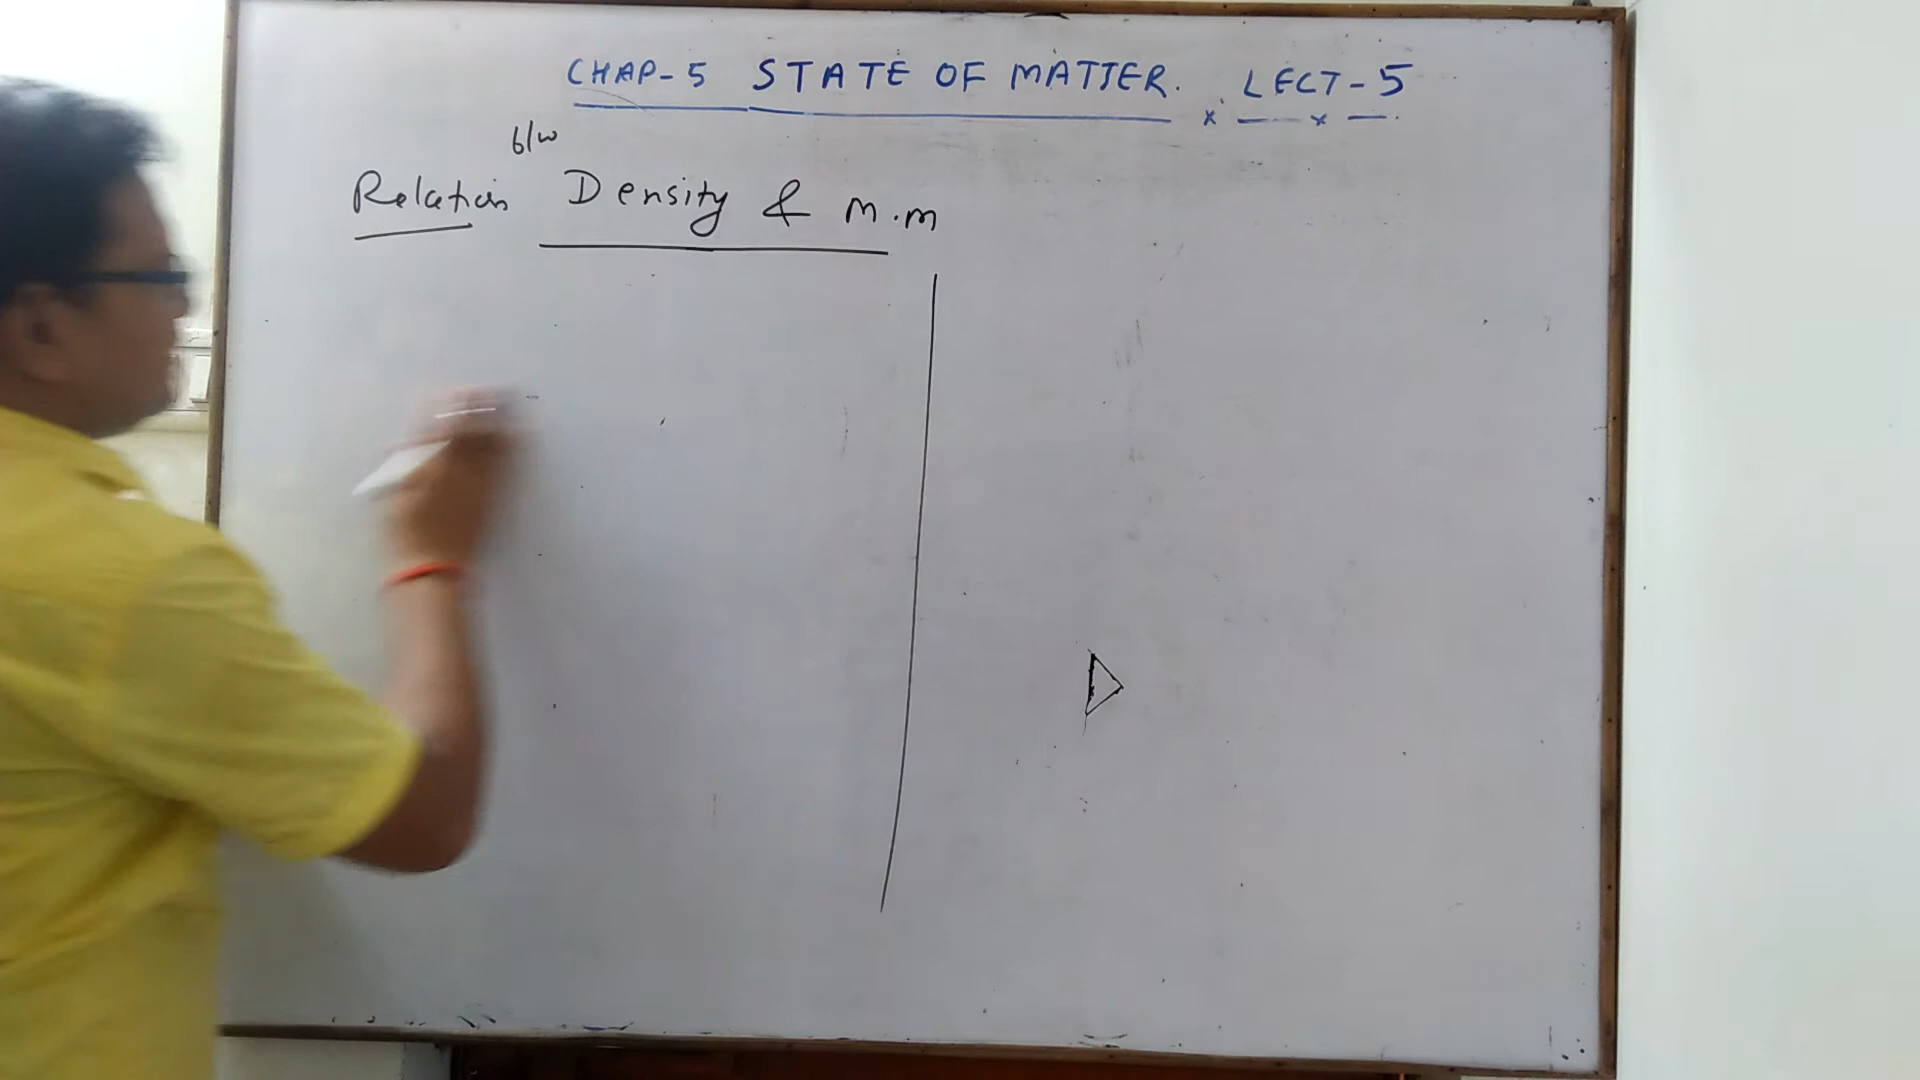 CHAP-5 STATE OF MATTER. LECT-5
b/w
Relation Density & M.M